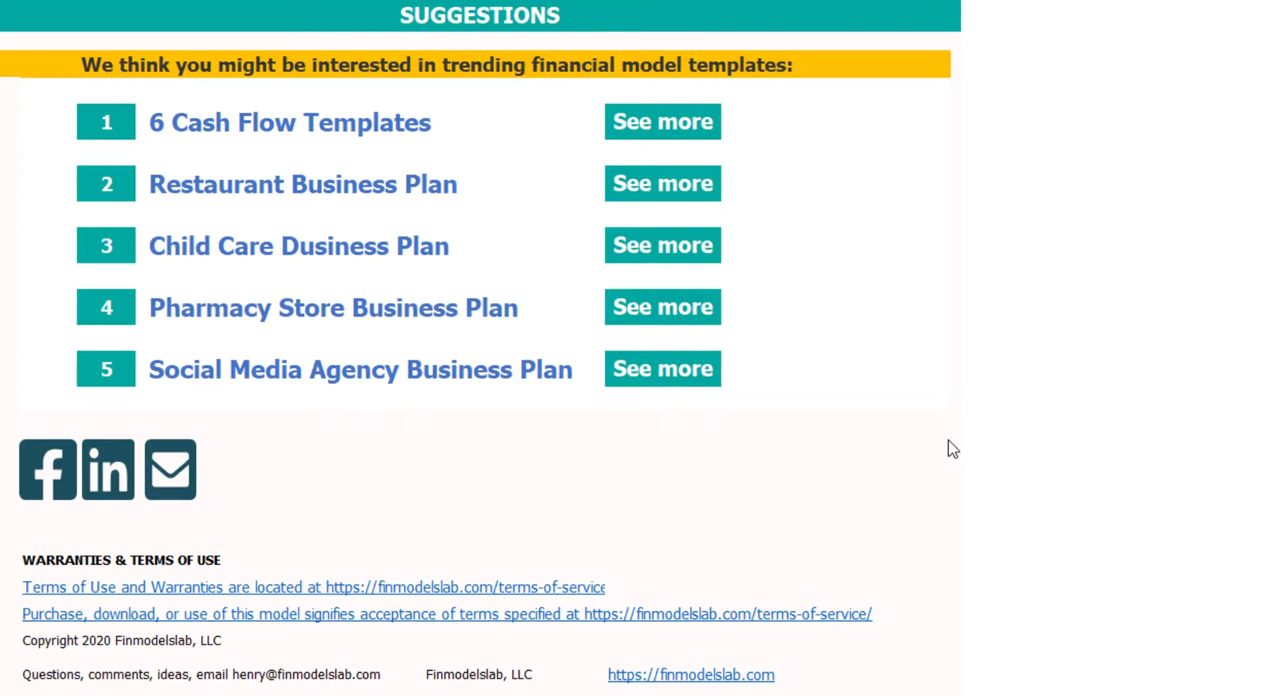 SUGGESTIONS
We think you might be interested in trending financial model templates:
1 6 Cash Flow Templates See more
2 Restaurant Business Plan See more
3 Child Care Dusiness Plan See more
4 Pharmacy Store Business Plan See more
5 Social Media Agency Business Plan See more
WARRANTIES & TERMS OF USE
Terms of Use and Warranties are located at https://finmodelslab.com/terms-of-service
Purchase, download, or use of this model signifies acceptance of terms specified at https://finmodelslab.com/terms-of-service/
Copyright 2020 Finmodelslab, LLC
Questions, comments, ideas, email henry@finmodelslab.com Finmodelslab, LLC https://finmodelslab.com